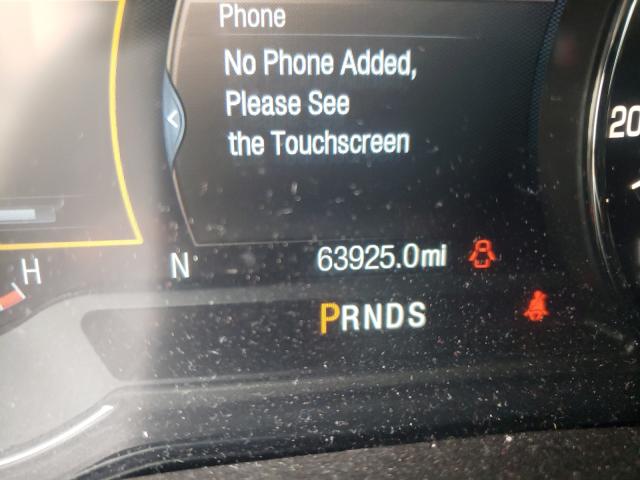 Phone
No Phone Added,
Please See
the Touchscreen
20
H
N
63925.0mi
PRNDS